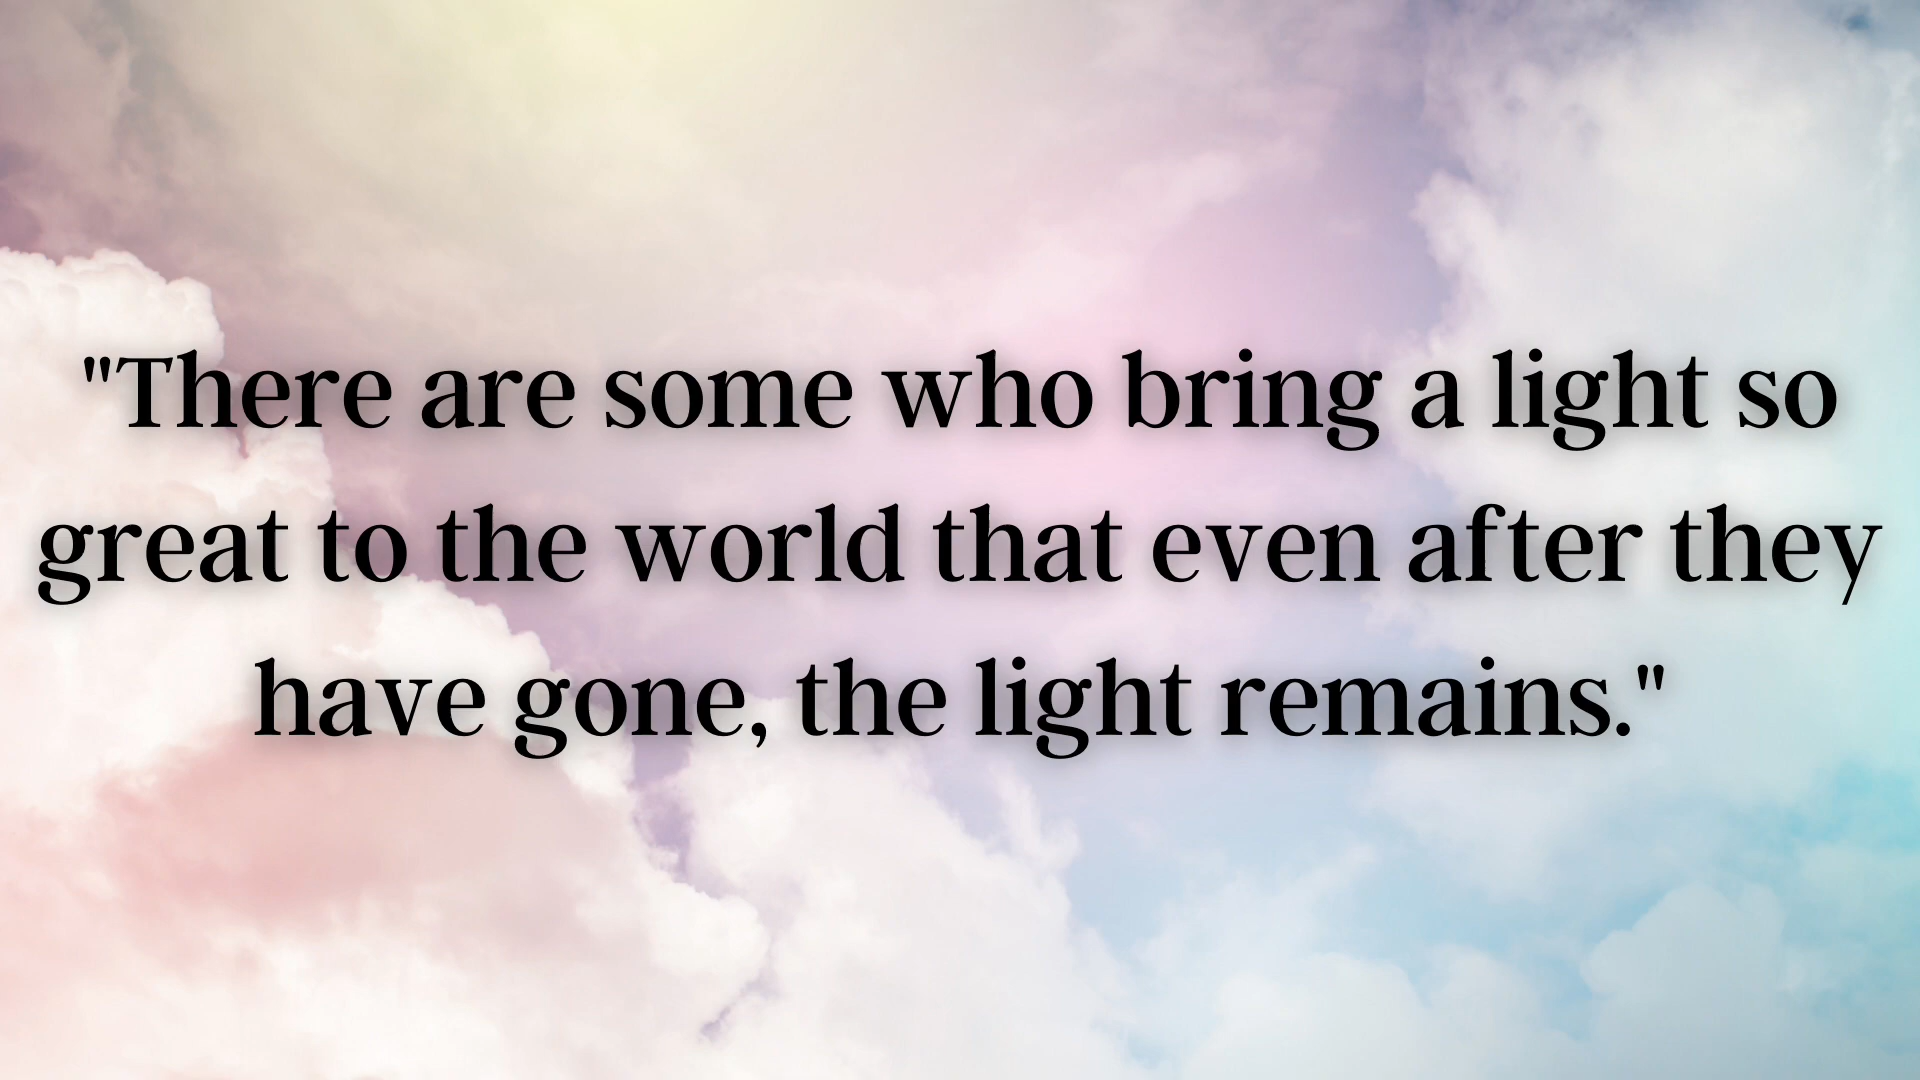 "There are some who bring a light so
great to the world that even after they
have gone, the light remains."